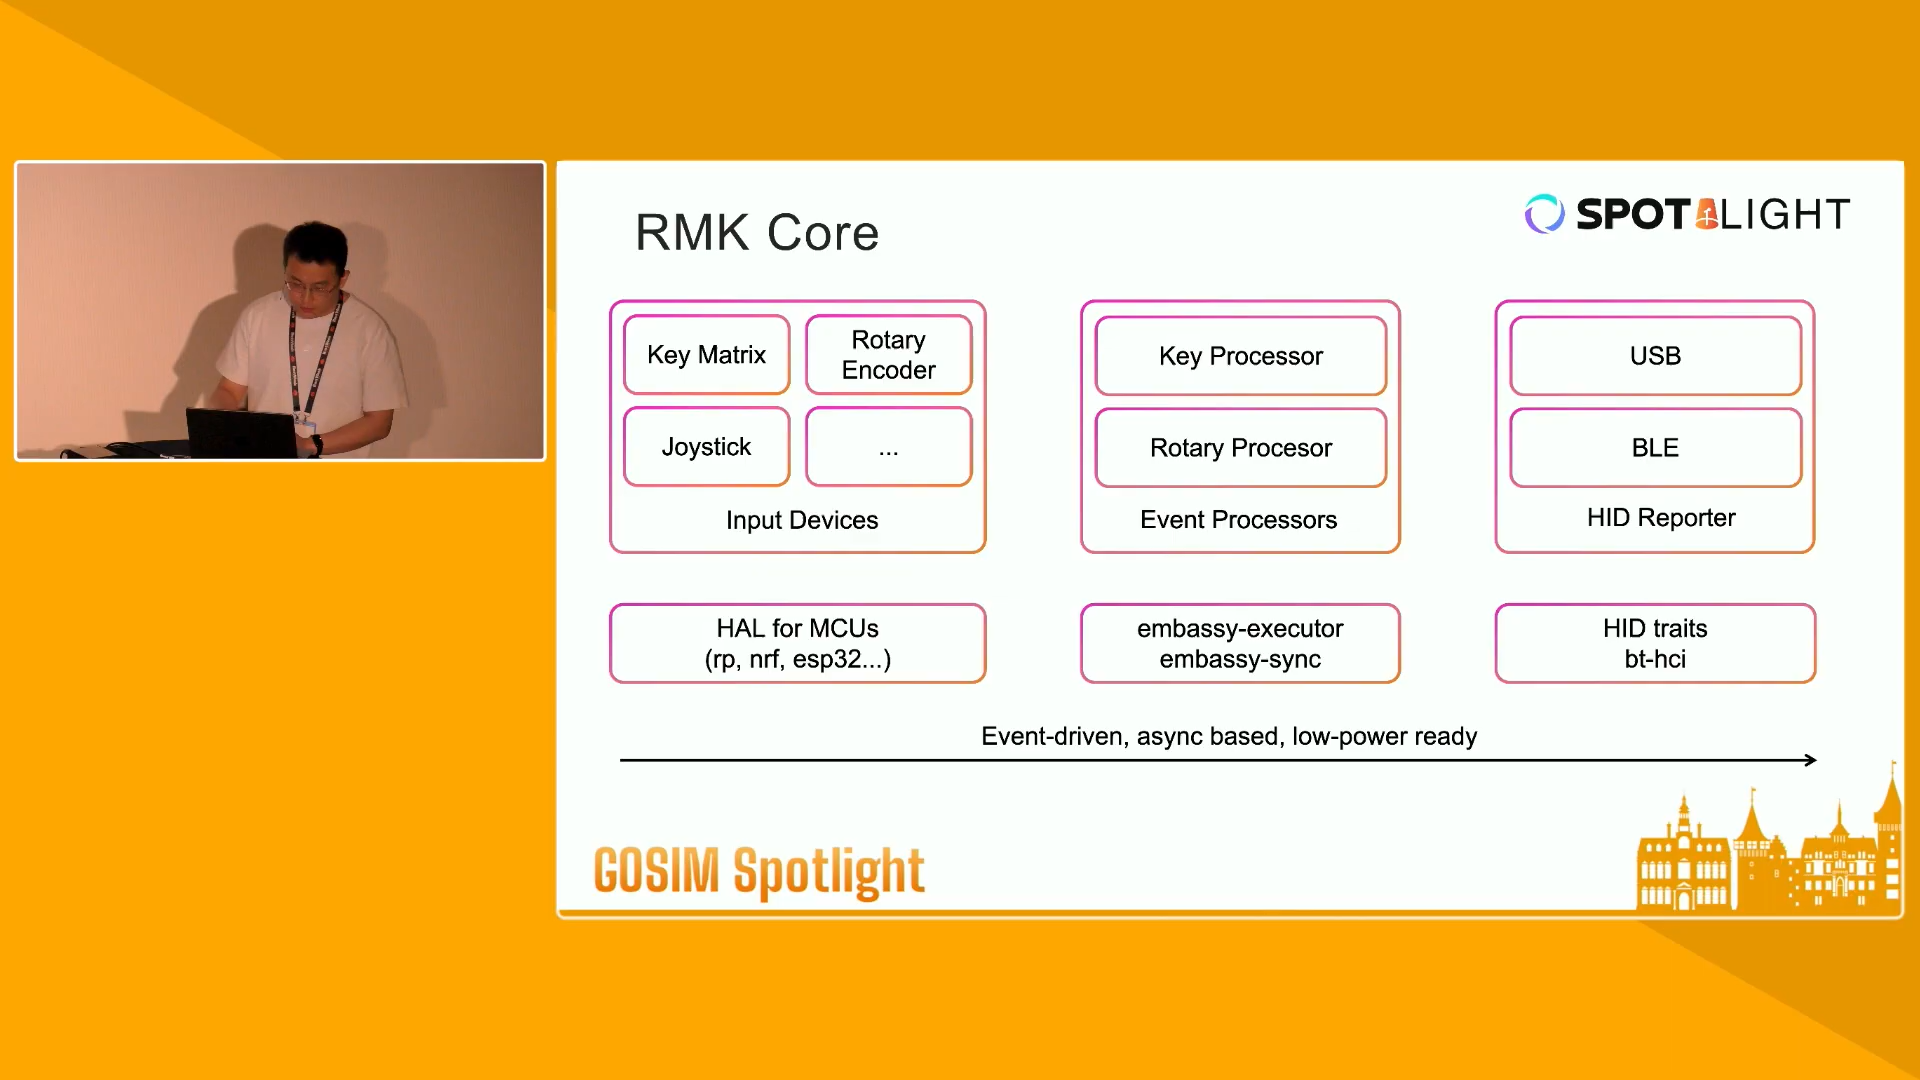 RMK Core
SPOTLIGHT
Key Matrix
Rotary
Encoder
Joystick
...
Input Devices
Key Processor
Rotary Procesor
Event Processors
USB
BLE
HID Reporter
HAL for MCUs
(rp, nrf, esp32...)
embassy-executor
embassy-sync
HID traits
bt-hci
Event-driven, async based, low-power ready
GOSIM Spotlight